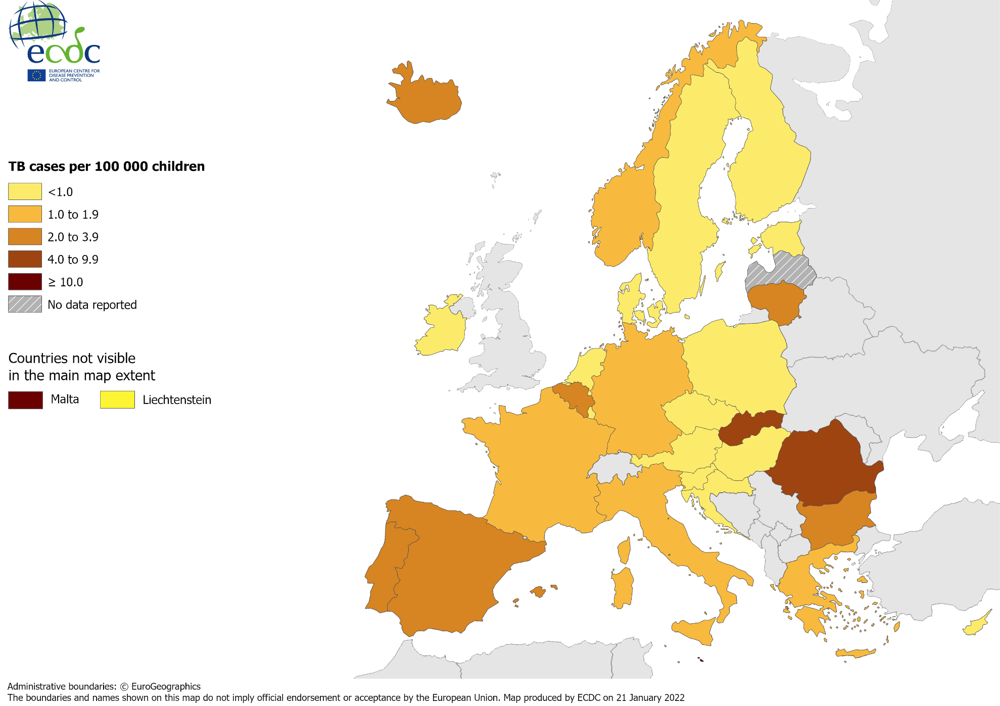 ecdc
EUROPEAN CENTRE FOR
DISEASE PREVENTION
AND CONTROL
TB cases per 100 000 children
<1.0
1.0 to 1.9
2.0 to 3.9
4.0 to 9.9
≥ 10.0
No data reported
Countries not visible
in the main map extent
Malta
Liechtenstein
Administrative boundaries: © EuroGeographics
The boundaries and names shown on this map do not imply official endorsement or acceptance by the European Union. Map produced by ECDC on 21 January 2022